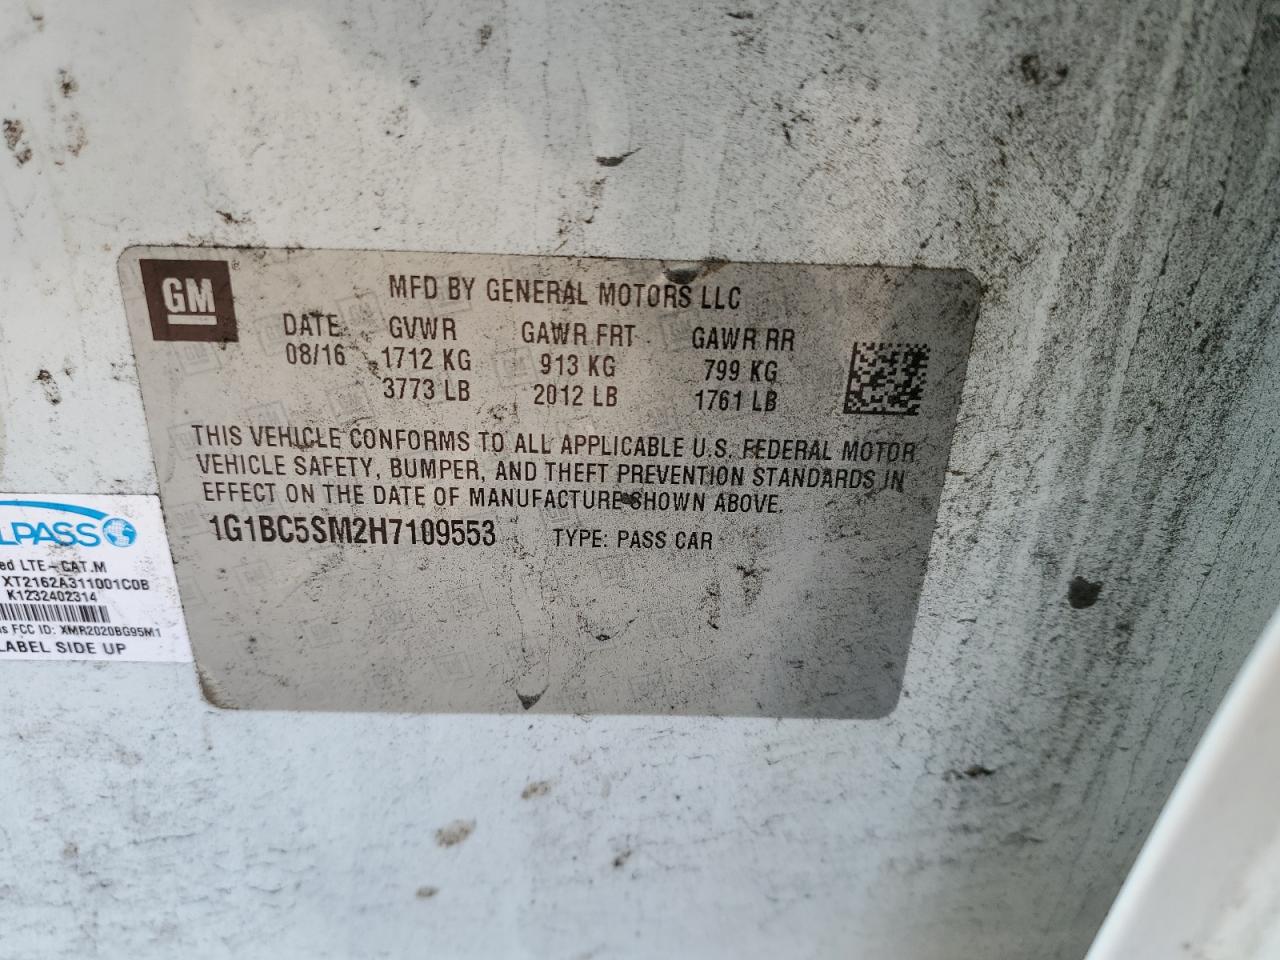 GM
MFD BY GENERAL MOTORS LLC
DATE GVWR GAWR FRT GAWR RR
08/16 1712 KG 913 KG 799 KG
3773 LB 2012 LB 1761 LB
THIS VEHICLE CONFORMS TO ALL APPLICABLE U.S. FEDERAL MOTOR
VEHICLE SAFETY, BUMPER, AND THEFT PREVENTION STANDARDS IN
EFFECT ON THE DATE OF MANUFACTURE SHOWN ABOVE.
1G1BC5SM2H7109553 TYPE: PASS CAR
LPASS
ed LTE-CAT.M
XT2162A311001C0B
K1232402314
is FCC ID: XMR2020BG95M1
LABEL SIDE UP